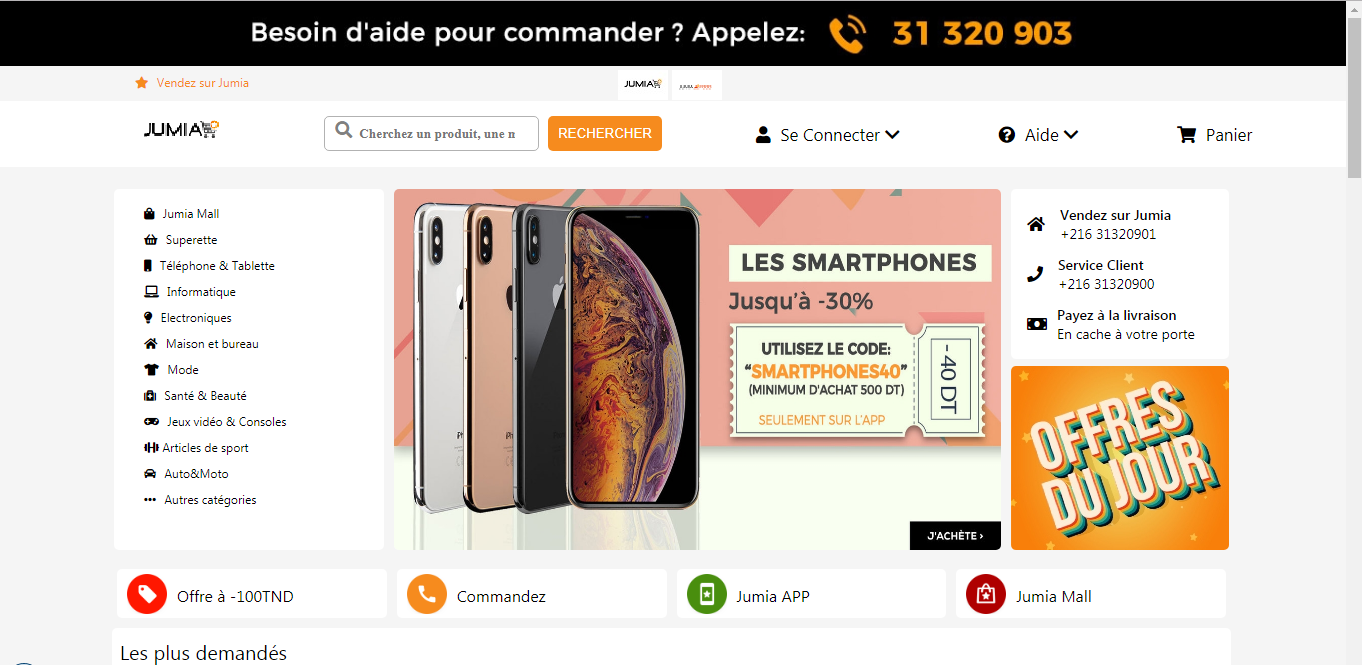 Besoin d'aide pour commander ? Appelez: 31 320 903
Vendez sur Jumia
JUMIA
JUMIA
JUMIA
Cherchez un produit, une n
RECHERCHER
Se Connecter
Aide
Panier
Jumia Mall
Superette
Téléphone & Tablette
Informatique
Electroniques
Maison et bureau
Mode
Santé & Beauté
Jeux vidéo & Consoles
Articles de sport
Auto&Moto
Autres catégories
LES SMARTPHONES
Jusqu'à -30%
UTILISEZ LE CODE:
“SMARTPHONES40”
(MINIMUM D'ACHAT 500 DT)
SEULEMENT SUR L'APP
-40 DT
J'ACHÈTE ›
Vendez sur Jumia
+216 31320901
Service Client
+216 31320900
Payez à la livraison
En cache à votre porte
OFFRES
DU JOUR
Offre à -100TND
Commandez
Jumia APP
Jumia Mall
Les plus demandés